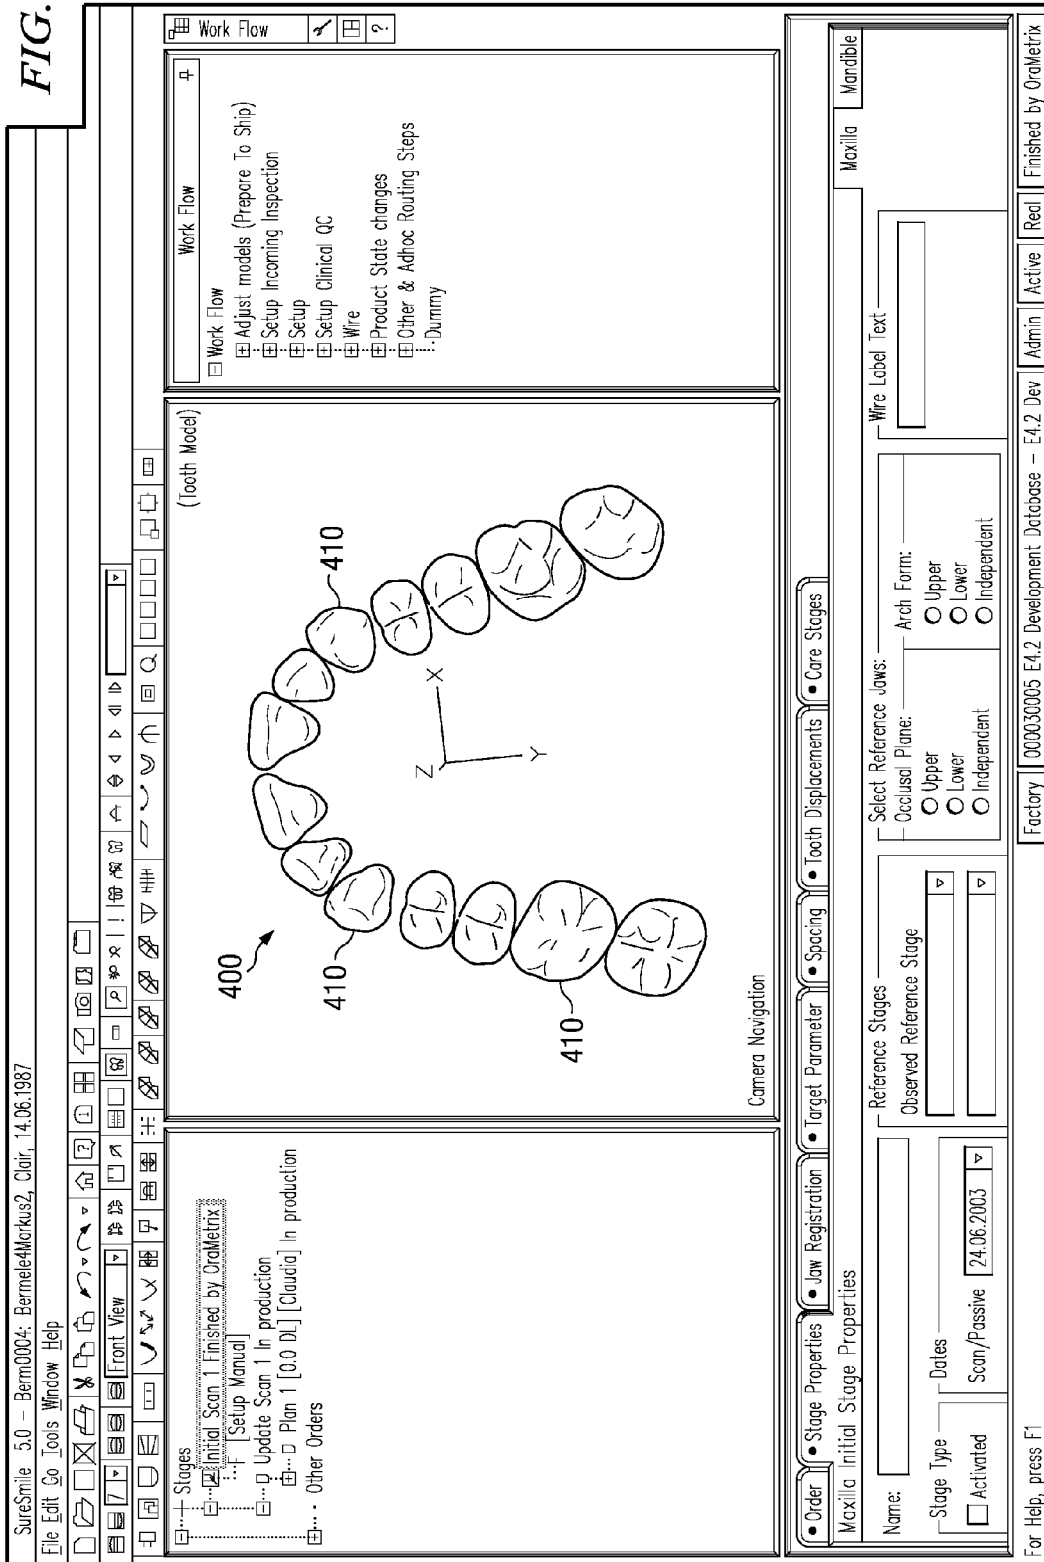 FIG.
SureSmile 5.0 – Berm0004: Bermele4Markus2, Clair, 14.06.1987
File Edit Go Tools Window Help
Front View
Stages
Initial Scan 1 Finished by OraMetrix
[Setup Manual]
Update Scan 1 In production
Plan 1 [0.0 DL] [Claudia] In production
Other Orders
(Tooth Model)
400
410
410
410
X
Y
Z
Camera Navigation
Work Flow
Work Flow
Work Flow
Adjust models (Prepare To Ship)
Setup Incoming Inspection
Setup
Setup Clinical QC
Wire
Product State changes
Other & Adhoc Routing Steps
Dummy
Order
Stage Properties
Jaw Registration
Target Parameter
Spacing
Tooth Displacements
Care Stages
Maxilla Initial Stage Properties
Maxilla
Mandible
Name:
Stage Type
Activated
Dates
Scan/Passive
24.06.2003
Reference Stages
Observed Reference Stage
Select Reference Jaws:
Occlusal Plane:
Upper
Lower
Independent
Arch Form:
Upper
Lower
Independent
Wire Label Text
For Help, press F1
Factory
000030005 E4.2 Development Database – E4.2 Dev
Admin
Active
Real
Finished by OraMetrix